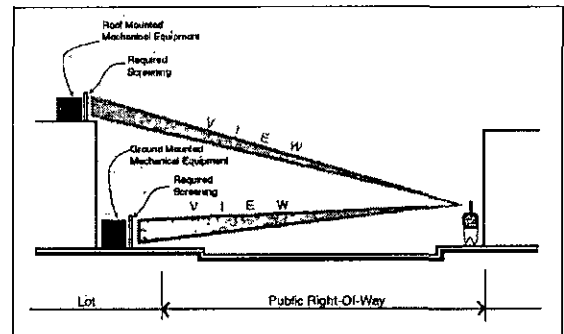 Roof Mounted
Mechanical Equipment
Required
Screening
V I E W
Ground Mounted
Mechanical Equipment
Required
Screening
V I E W
Lot
Public Right-Of-Way